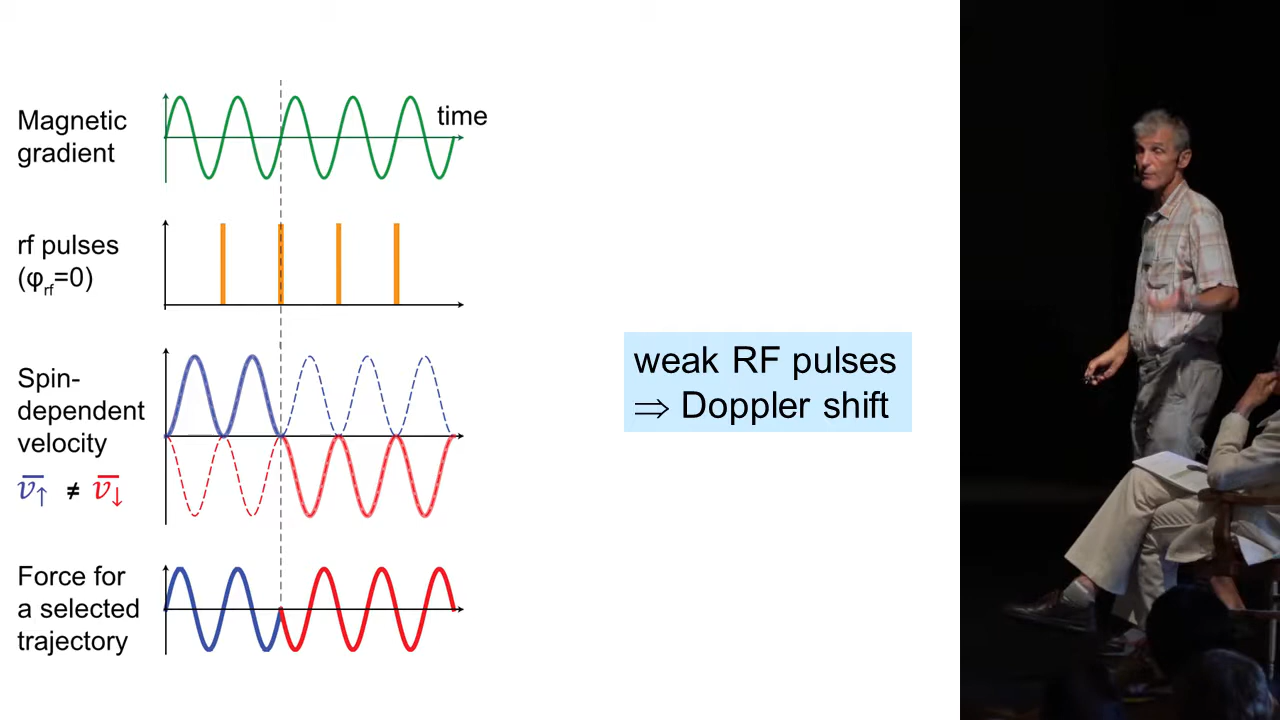 Magnetic
gradient
time
rf pulses
(φrf=0)
Spin-
dependent
velocity
v↑ ≠ v↓
Force for
a selected
trajectory
weak RF pulses
⇒ Doppler shift